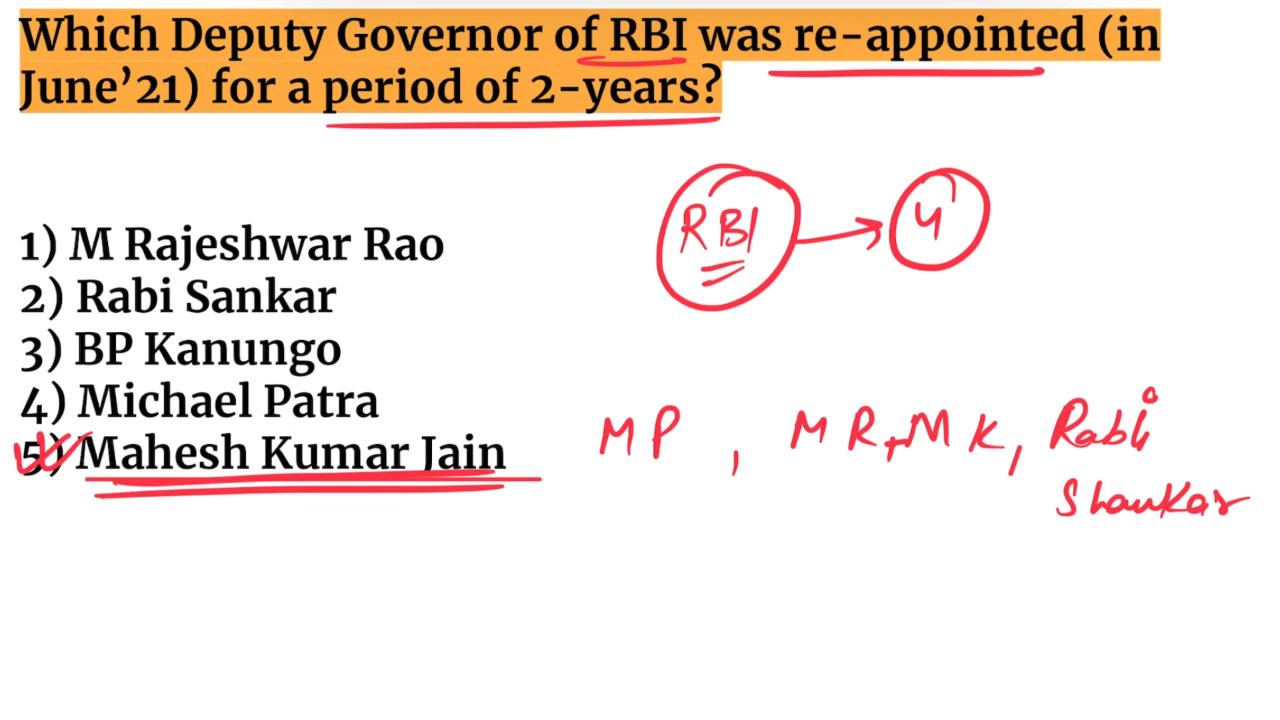 Which Deputy Governor of RBI was re-appointed (in
June’21) for a period of 2-years?
RBI 4
1) M Rajeshwar Rao
2) Rabi Sankar
3) BP Kanungo
4) Michael Patra
5) Mahesh Kumar Jain
MP, MR, MK, Rabi
Shankar